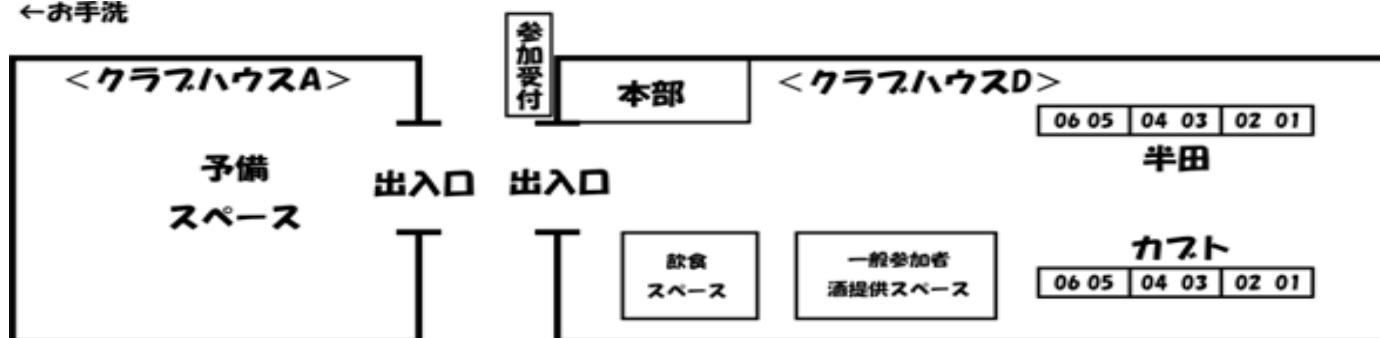 ←お手洗
参加受付
<クラブハウスA>
本部
<クラブハウスD>
06 05 04 03 02 01
半田
予備
スペース
出入口
出入口
飲食
スペース
一般参加者
酒提供スペース
カブト
06 05 04 03 02 01